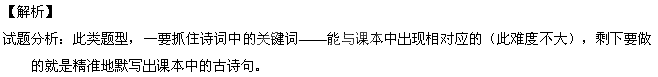 【解析】
试题分析：此类题型，一要抓住诗词中的关键词——能与课本中出现相对应的（此难度不大），剩下要做
的就是精准地默写出课本中的古诗句。